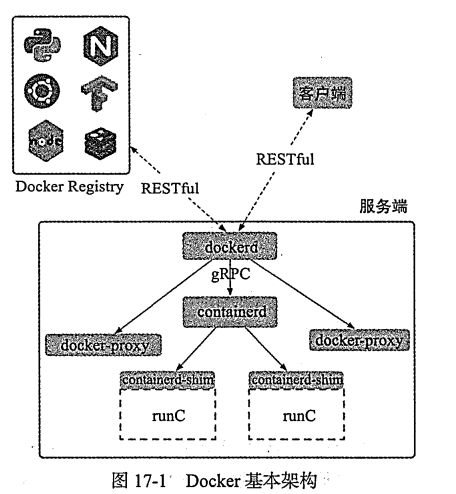 N
node
客户端
RESTful
Docker Registry
RESTful
服务端
dockerd
gRPC
containerd
docker-proxy
docker-proxy
containerd-shim
containerd-shim
runC
runC
图 17-1 Docker 基本架构